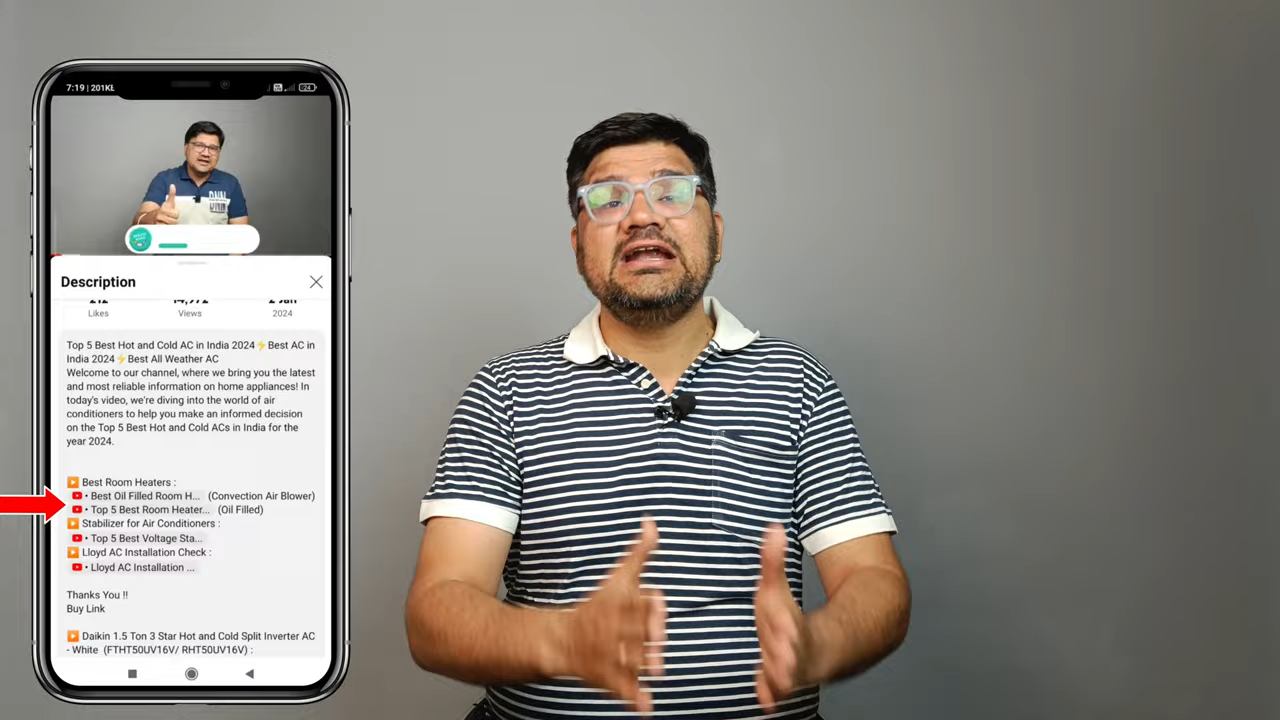 7:19 | 201KŁ
24
DNN
Description
Likes
Views
2 Jan
2024
Top 5 Best Hot and Cold AC in India 2024⚡Best AC in
India 2024⚡Best All Weather AC
Welcome to our channel, where we bring you the latest
and most reliable information on home appliances! In
today's video, we're diving into the world of air
conditioners to help you make an informed decision
on the Top 5 Best Hot and Cold ACs in India for the
year 2024.
Best Room Heaters :
• Best Oil Filled Room H... (Convection Air Blower)
• Top 5 Best Room Heater... (Oil Filled)
Stabilizer for Air Conditioners :
• Top 5 Best Voltage Sta...
Lloyd AC Installation Check :
• Lloyd AC Installation ...
Thanks You !!
Buy Link
Daikin 1.5 Ton 3 Star Hot and Cold Split Inverter AC
- White (FTHT50UV16V/ RHT50UV16V) :